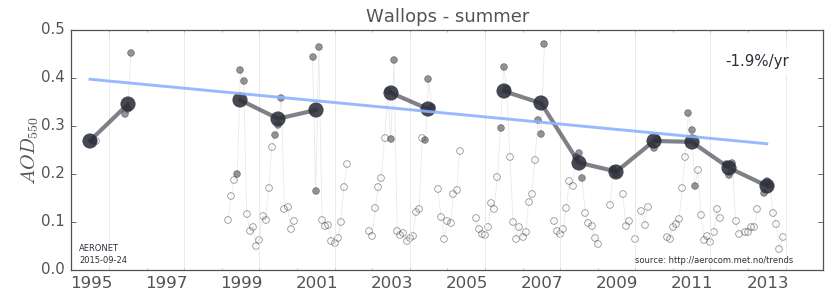 Wallops - summer
-1.9%/yr
0.5
0.4
0.3
0.2
0.1
0.0
AOD550
AERONET
2015-09-24
source: http://aerocom.met.no/trends
1995 1997 1999 2001 2003 2005 2007 2009 2011 2013